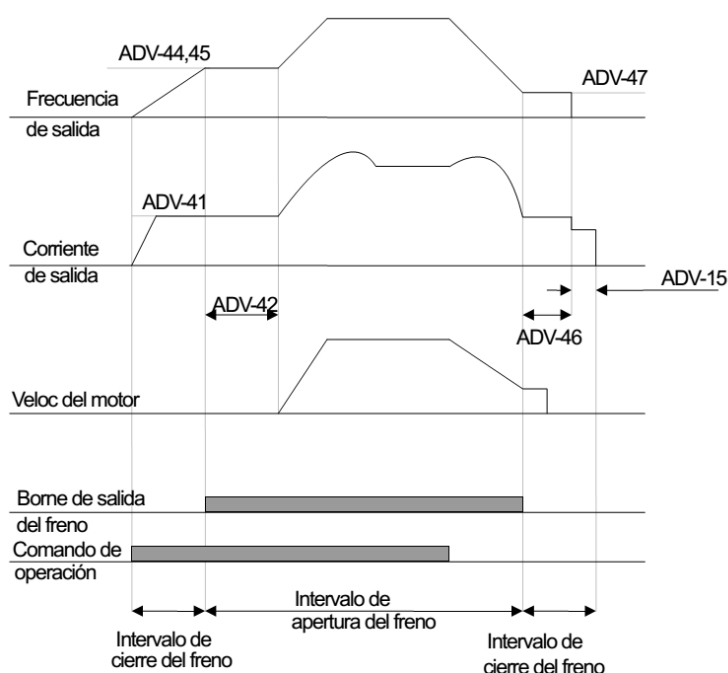 ADV-44,45
ADV-47
Frecuencia
de salida
ADV-41
Corriente
de salida
ADV-15
ADV-42
ADV-46
Veloc del motor
Borne de salida
del freno
Comando de
operación
Intervalo de
cierre del freno
Intervalo de
apertura del freno
Intervalo de
cierre del freno